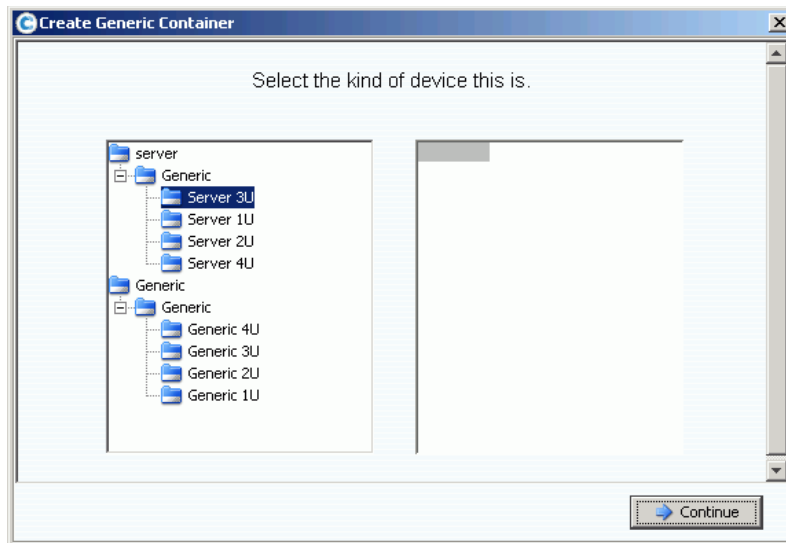 Create Generic Container
Select the kind of device this is.
server
Generic
Server 3U
Server 1U
Server 2U
Server 4U
Generic
Generic
Generic 4U
Generic 3U
Generic 2U
Generic 1U
Continue